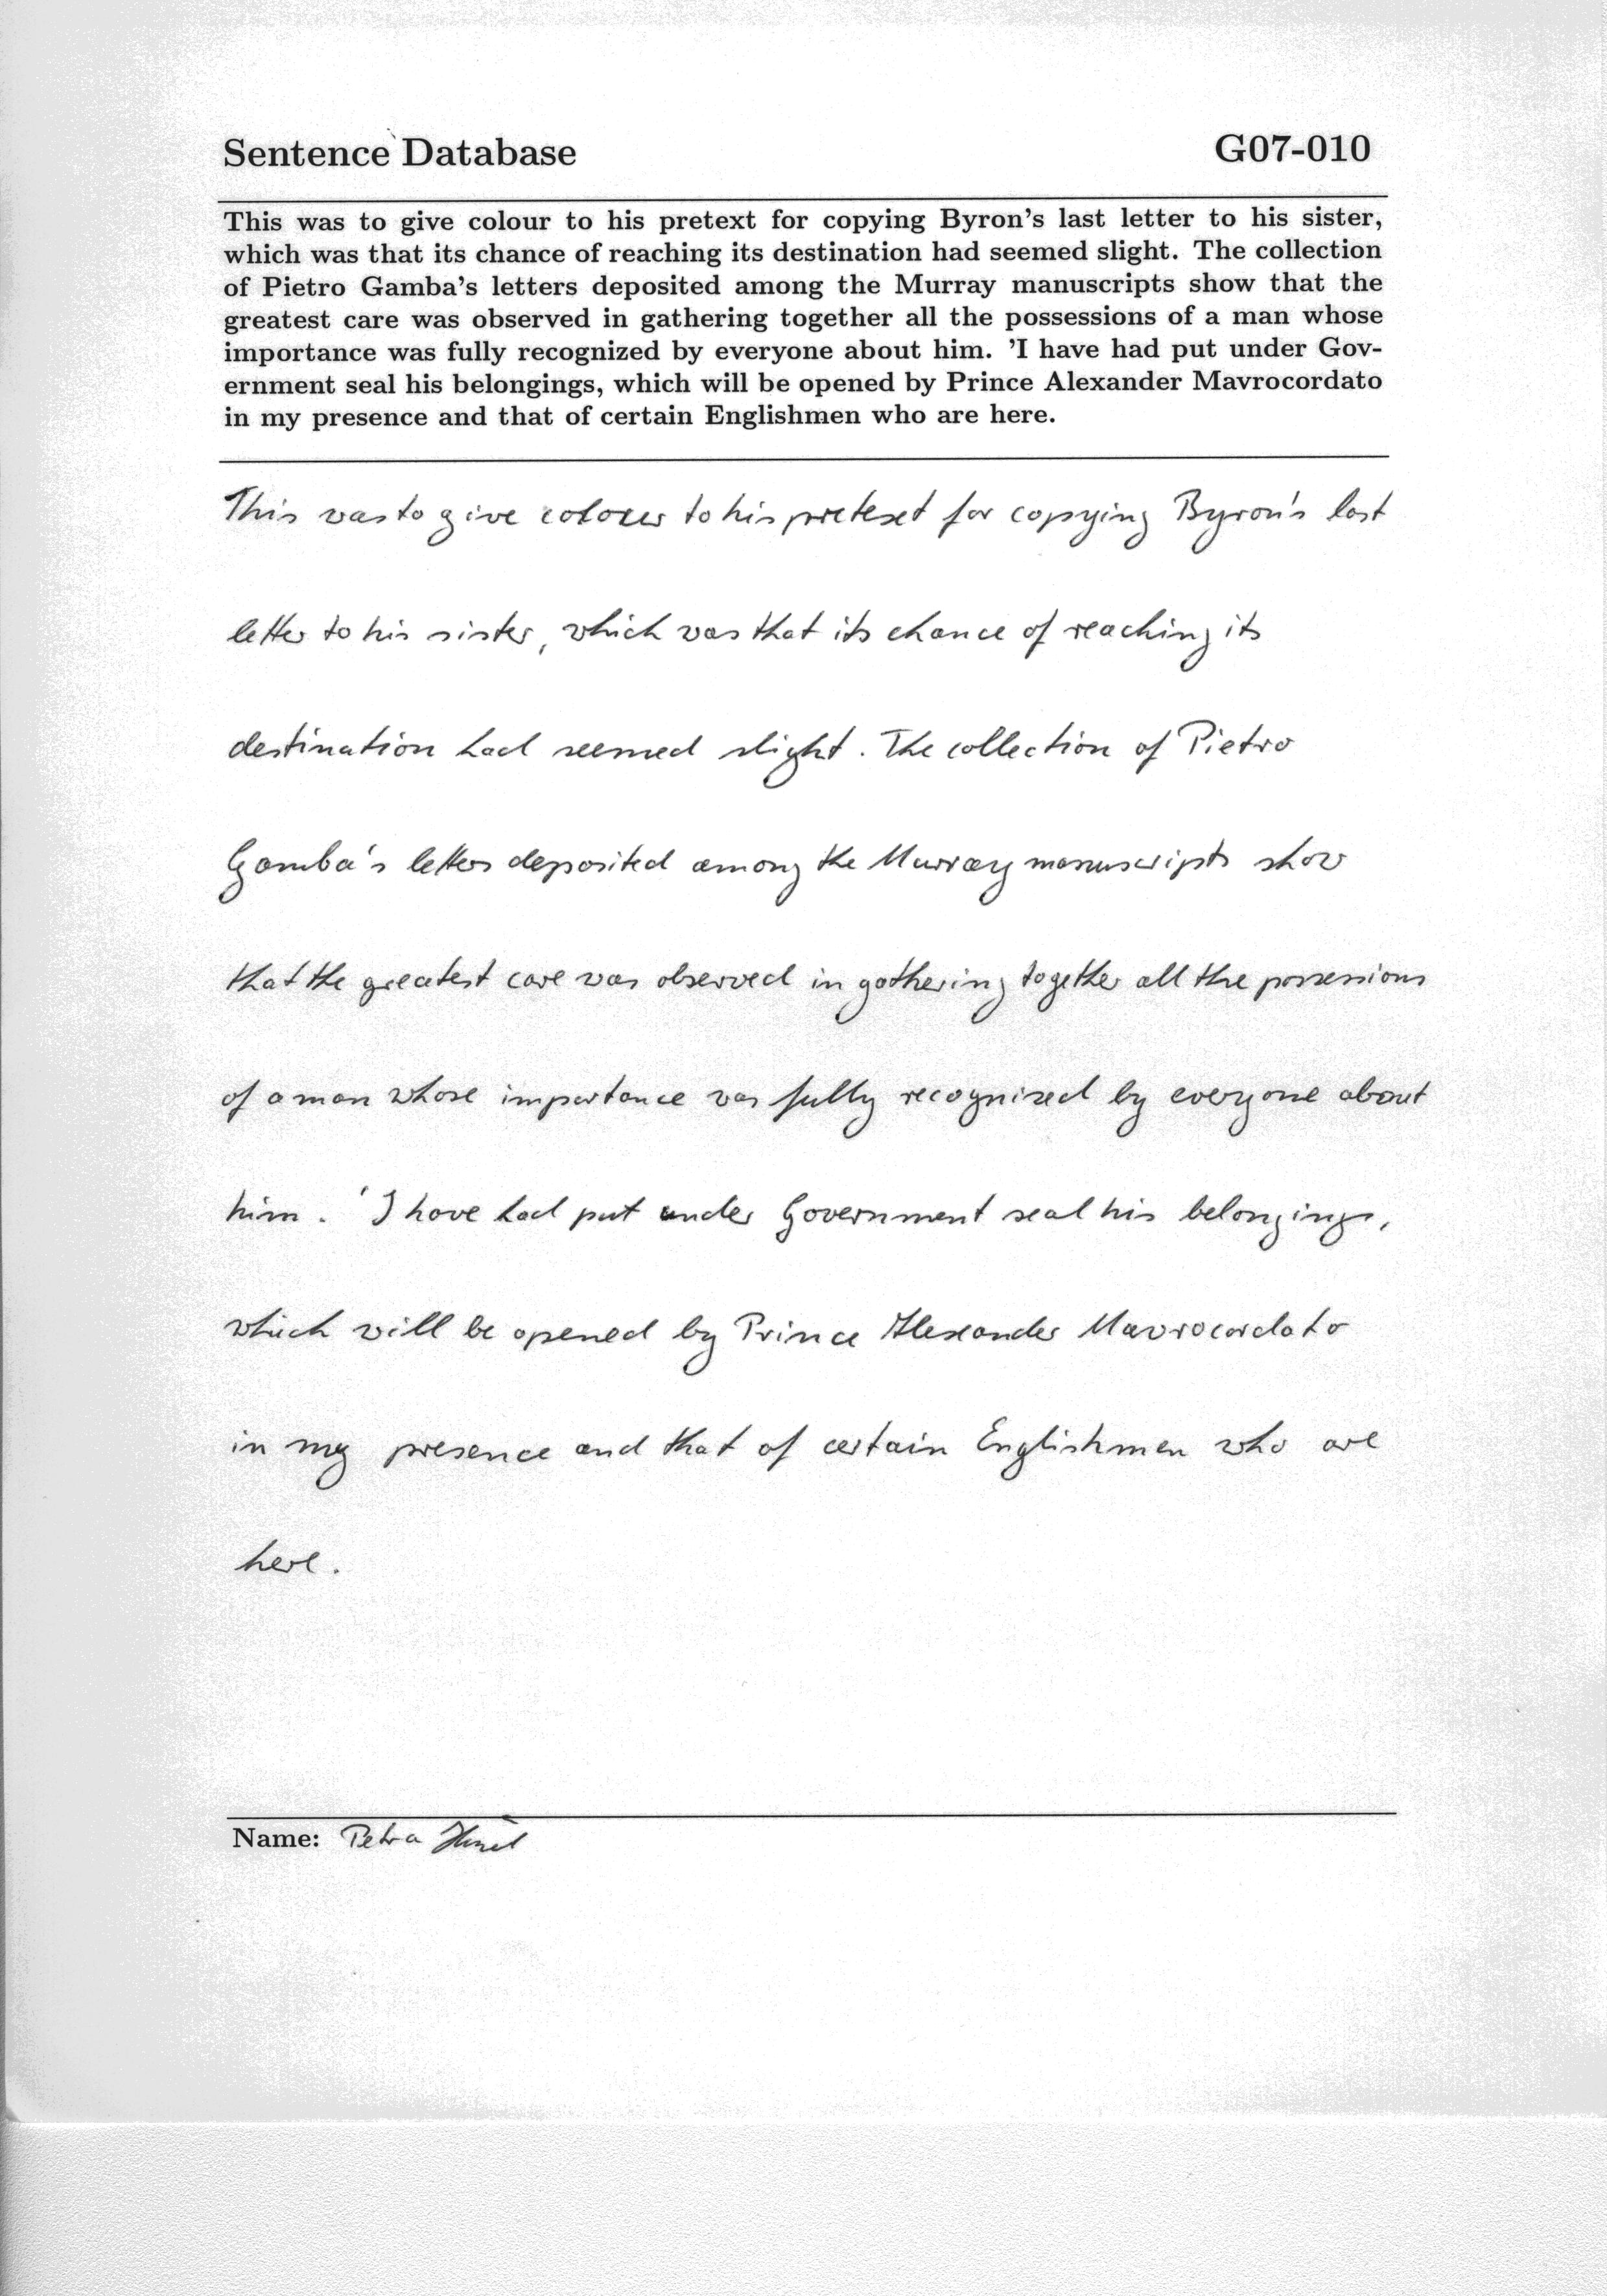 Sentence Database
G07-010
This was to give colour to his pretext for copying Byron's last letter to his sister,
which was that its chance of reaching its destination had seemed slight. The collection
of Pietro Gamba's letters deposited among the Murray manuscripts show that the
greatest care was observed in gathering together all the possessions of a man whose
importance was fully recognized by everyone about him. 'I have had put under Gov-
ernment seal his belongings, which will be opened by Prince Alexander Mavrocordato
in my presence and that of certain Englishmen who are here.
This was to give colour to his pretext for copying Byron's last
letter to his sister, which was that its chance of reaching its
destination had seemed slight. The collection of Pietro
Gamba's letters deposited among the Murray manuscripts show
that the greatest care was observed in gathering together all the possessions
of a man whose importance was fully recognized by everyone about
him. 'I have had put under Government seal his belongings,
which will be opened by Prince Alexander Mavrocordato
in my presence and that of certain Englishmen who are
here.
Name: Petra